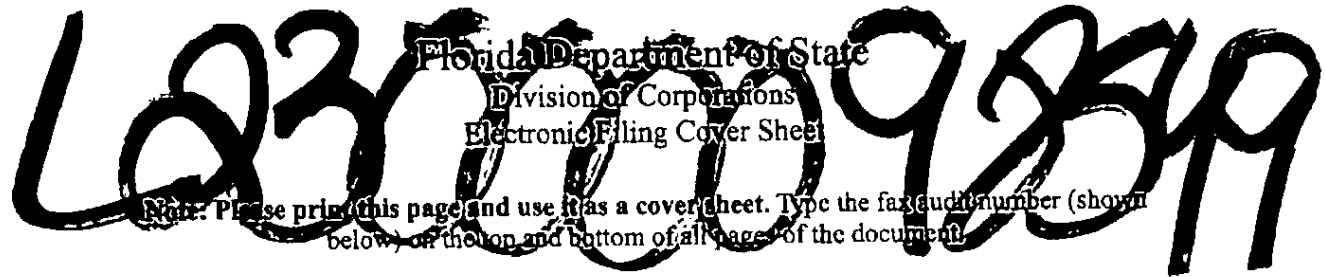 L23000092549
Florida Department of State
Division of Corporations
Electronic Filing Cover Sheet
Note: Please print this page and use it as a cover sheet. Type the fax audit number (shown
below) on the top and bottom of all pages of the document.